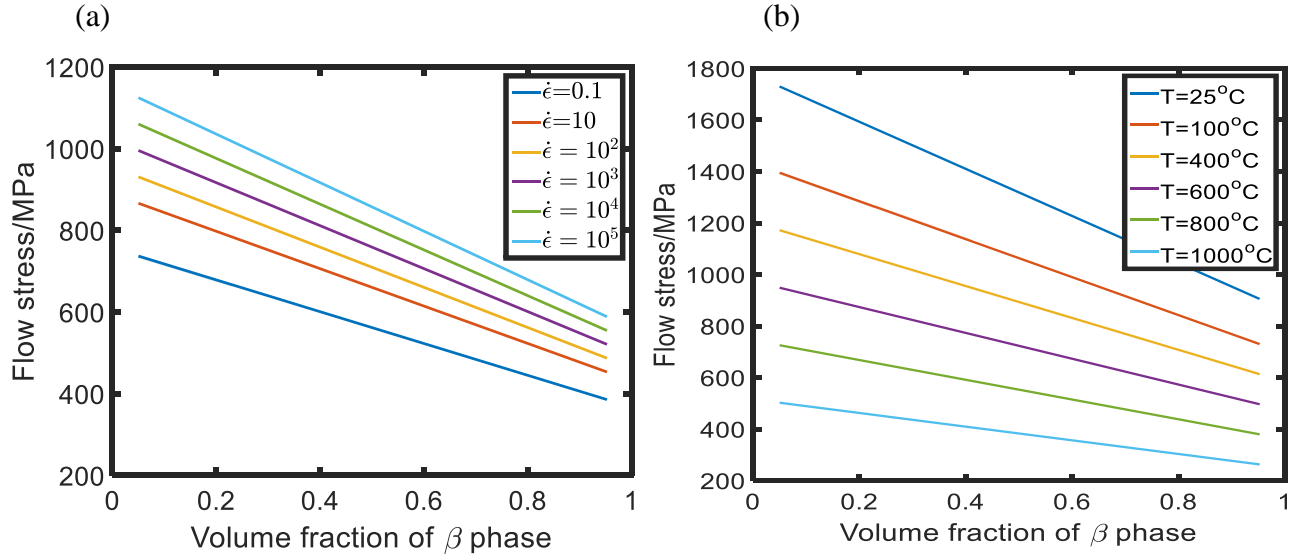 (a)
1200
1000
800
600
400
200
0
0.2
0.4
0.6
0.8
1
Flow stress/MPa
Volume fraction of β phase
ε̇=0.1
ε̇=10
ε̇ = 10²
ε̇ = 10³
ε̇ = 10⁴
ε̇ = 10⁵
(b)
1800
1600
1400
1200
1000
800
600
400
200
0
0.2
0.4
0.6
0.8
1
Flow stress/MPa
Volume fraction of β phase
T=25°C
T=100°C
T=400°C
T=600°C
T=800°C
T=1000°C